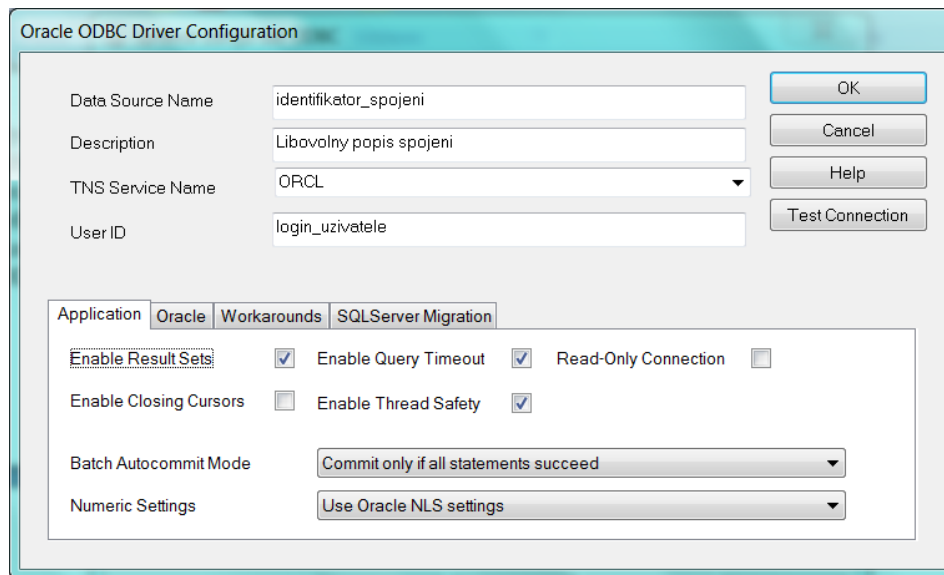 Oracle ODBC Driver Configuration
Data Source Name identifikator_spojeni OK
Description Libovolny popis spojeni Cancel
TNS Service Name ORCL Help
User ID login_uzivatele Test Connection
Application Oracle Workarounds SQLServer Migration
Enable Result Sets Enable Query Timeout Read-Only Connection
Enable Closing Cursors Enable Thread Safety
Batch Autocommit Mode Commit only if all statements succeed
Numeric Settings Use Oracle NLS settings